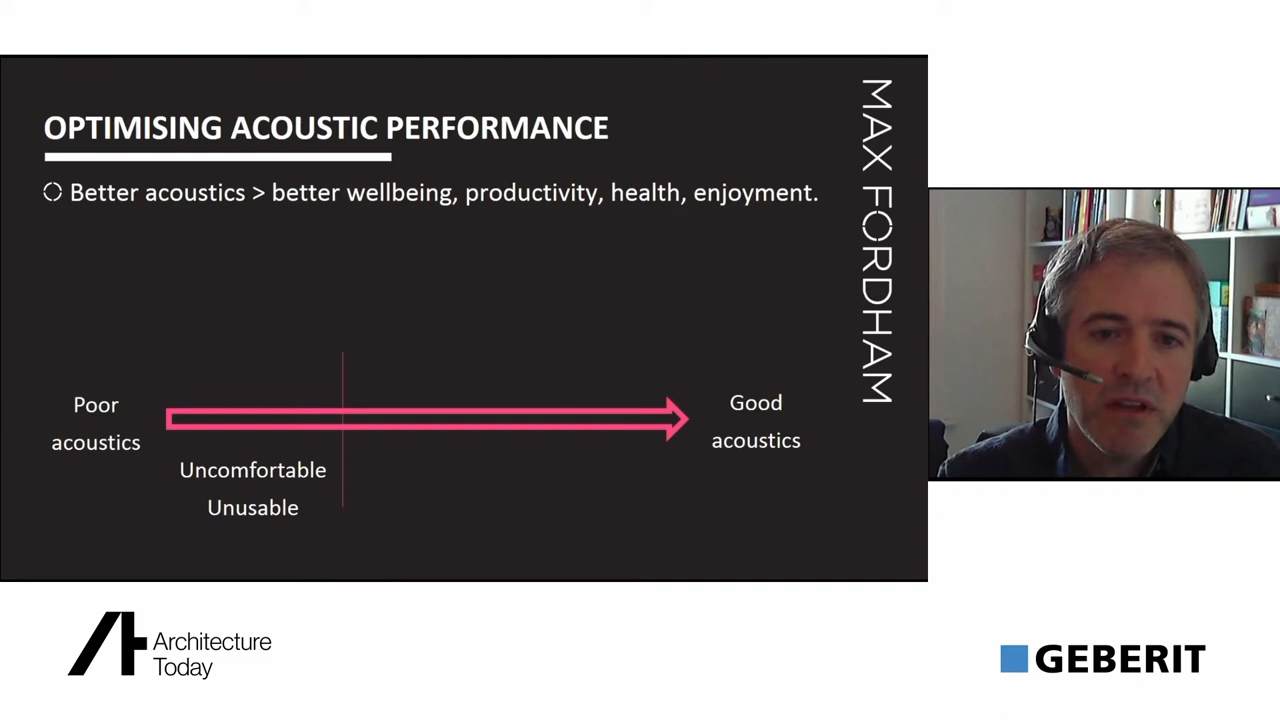 OPTIMISING ACOUSTIC PERFORMANCE
Better acoustics > better wellbeing, productivity, health, enjoyment.
MAX FORDHAM
Poor
acoustics
Good
acoustics
Uncomfortable
Unusable
Architecture
Today
GEBERIT